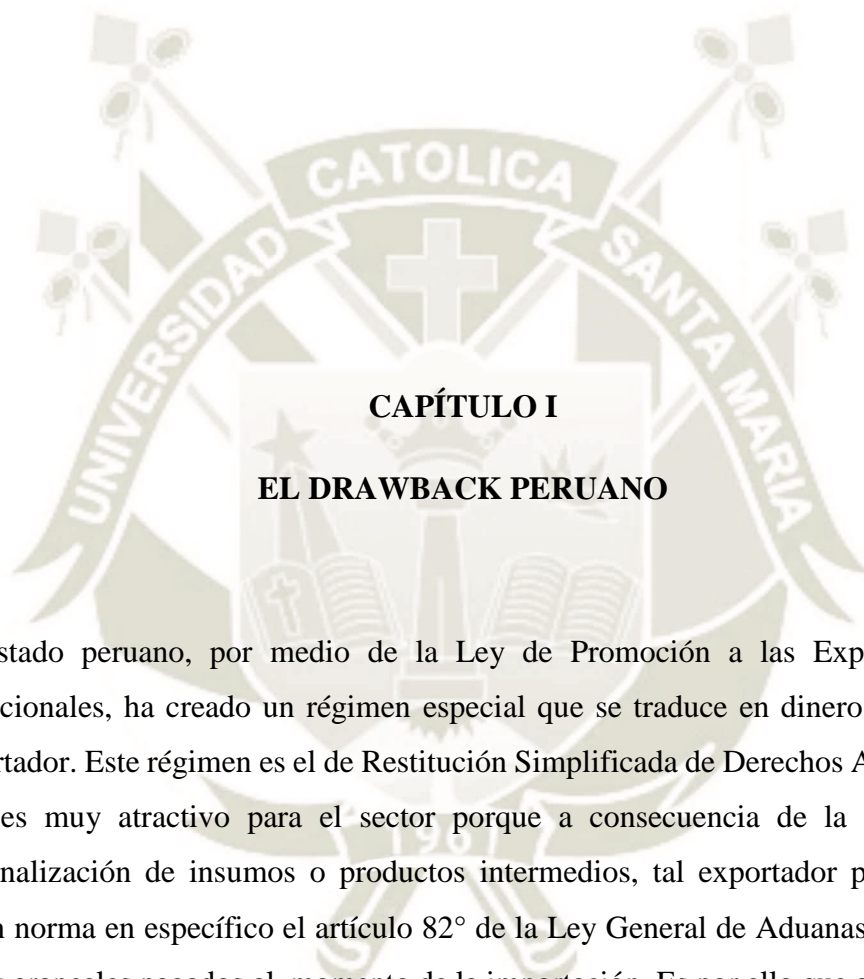 UNIVERSIDAD CATOLICA SANTA MARIA
CAPÍTULO I
EL DRAWBACK PERUANO
stado peruano, por medio de la Ley de Promoción a las Exp
cionales, ha creado un régimen especial que se traduce en dinero
rtador. Este régimen es el de Restitución Simplificada de Derechos A
es muy atractivo para el sector porque a consecuencia de la
nalización de insumos o productos intermedios, tal exportador p
n norma en específico el artículo 82° de la Ley General de Aduanas
1961
aranceles pagados al momento de la importación. Es por ello que